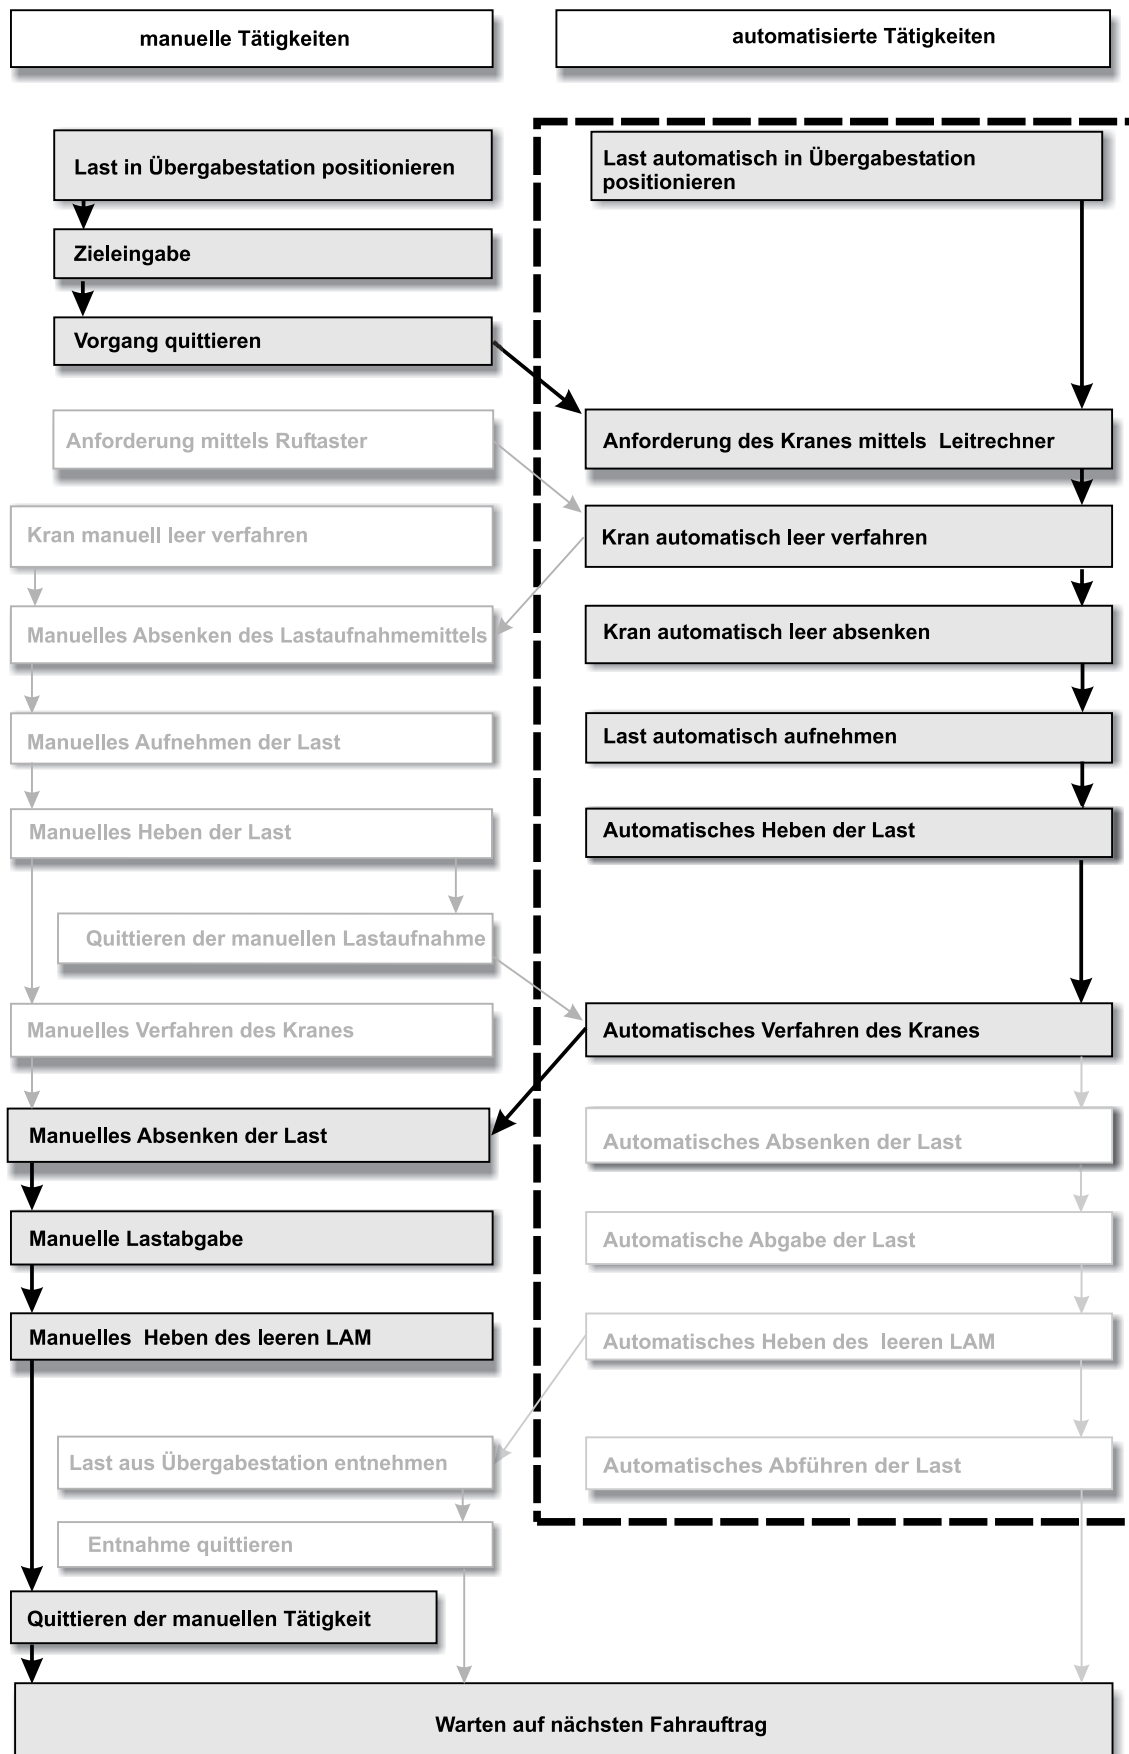 manuelle Tätigkeiten
automatisierte Tätigkeiten
Last in Übergabestation positionieren
Last automatisch in Übergabestation
positionieren
Zieleingabe
Vorgang quittieren
Anforderung mittels Ruftaster
Anforderung des Kranes mittels Leitrechner
Kran manuell leer verfahren
Kran automatisch leer verfahren
Manuelles Absenken des Lastaufnahmemittels
Kran automatisch leer absenken
Manuelles Aufnehmen der Last
Last automatisch aufnehmen
Manuelles Heben der Last
Automatisches Heben der Last
Quittieren der manuellen Lastaufnahme
Manuelles Verfahren des Kranes
Automatisches Verfahren des Kranes
Manuelles Absenken der Last
Automatisches Absenken der Last
Manuelle Lastabgabe
Automatische Abgabe der Last
Manuelles Heben des leeren LAM
Automatisches Heben des leeren LAM
Last aus Übergabestation entnehmen
Automatisches Abführen der Last
Entnahme quittieren
Quittieren der manuellen Tätigkeit
Warten auf nächsten Fahrauftrag